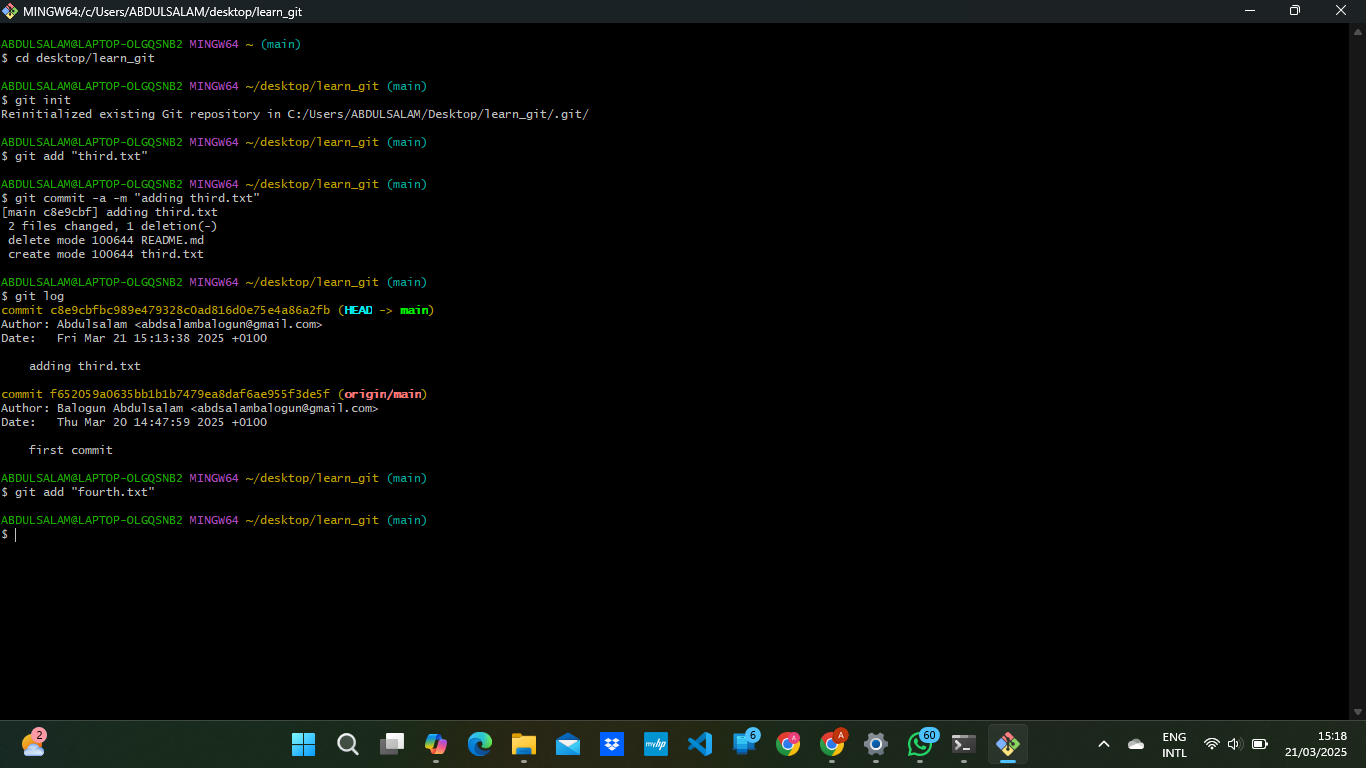 MINGW64:/c/Users/ABDULSALAM/desktop/learn_git
ABDULSALAM@LAPTOP-OLGQSNB2 MINGW64 ~ (main)
$ cd desktop/learn_git
ABDULSALAM@LAPTOP-OLGQSNB2 MINGW64 ~/desktop/learn_git (main)
$ git init
Reinitialized existing Git repository in C:/Users/ABDULSALAM/Desktop/learn_git/.git/
ABDULSALAM@LAPTOP-OLGQSNB2 MINGW64 ~/desktop/learn_git (main)
$ git add "third.txt"
ABDULSALAM@LAPTOP-OLGQSNB2 MINGW64 ~/desktop/learn_git (main)
$ git commit -a -m "adding third.txt"
[main c8e9cbf] adding third.txt
2 files changed, 1 deletion(-)
delete mode 100644 README.md
create mode 100644 third.txt
ABDULSALAM@LAPTOP-OLGQSNB2 MINGW64 ~/desktop/learn_git (main)
$ git log
commit c8e9cbfbc989e479328c0ad816d0e75e4a86a2fb (HEAD -> main)
Author: Abdulsalam <abdsalambalogun@gmail.com>
Date:   Fri Mar 21 15:13:38 2025 +0100
adding third.txt
commit f652059a0635bb1b1b7479ea8daf6ae955f3de5f (origin/main)
Author: Balogun Abdulsalam <abdsalambalogun@gmail.com>
Date:   Thu Mar 20 14:47:59 2025 +0100
first commit
ABDULSALAM@LAPTOP-OLGQSNB2 MINGW64 ~/desktop/learn_git (main)
$ git add "fourth.txt"
ABDULSALAM@LAPTOP-OLGQSNB2 MINGW64 ~/desktop/learn_git (main)
$
2
myhp
6
A
A
60
ENG
INTL
15:18
21/03/2025